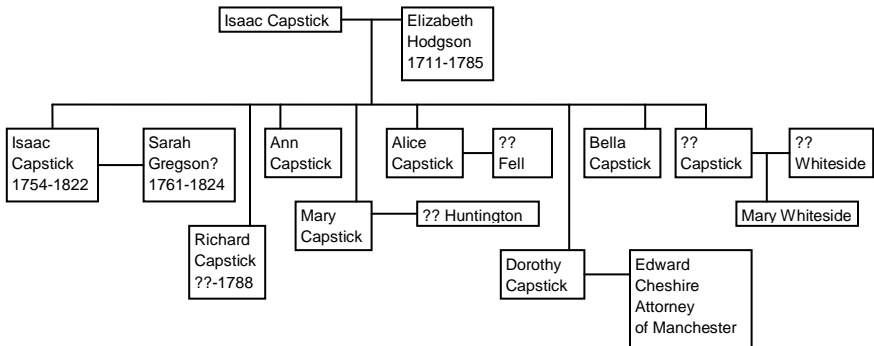 Isaac Capstick
Elizabeth
Hodgson
1711-1785
Isaac
Capstick
1754-1822
Sarah
Gregson?
1761-1824
Ann
Capstick
Alice
Capstick
??
Fell
Bella
Capstick
??
Capstick
??
Whiteside
Richard
Capstick
??-1788
Mary
Capstick
?? Huntington
Mary Whiteside
Dorothy
Capstick
Edward
Cheshire
Attorney
of Manchester